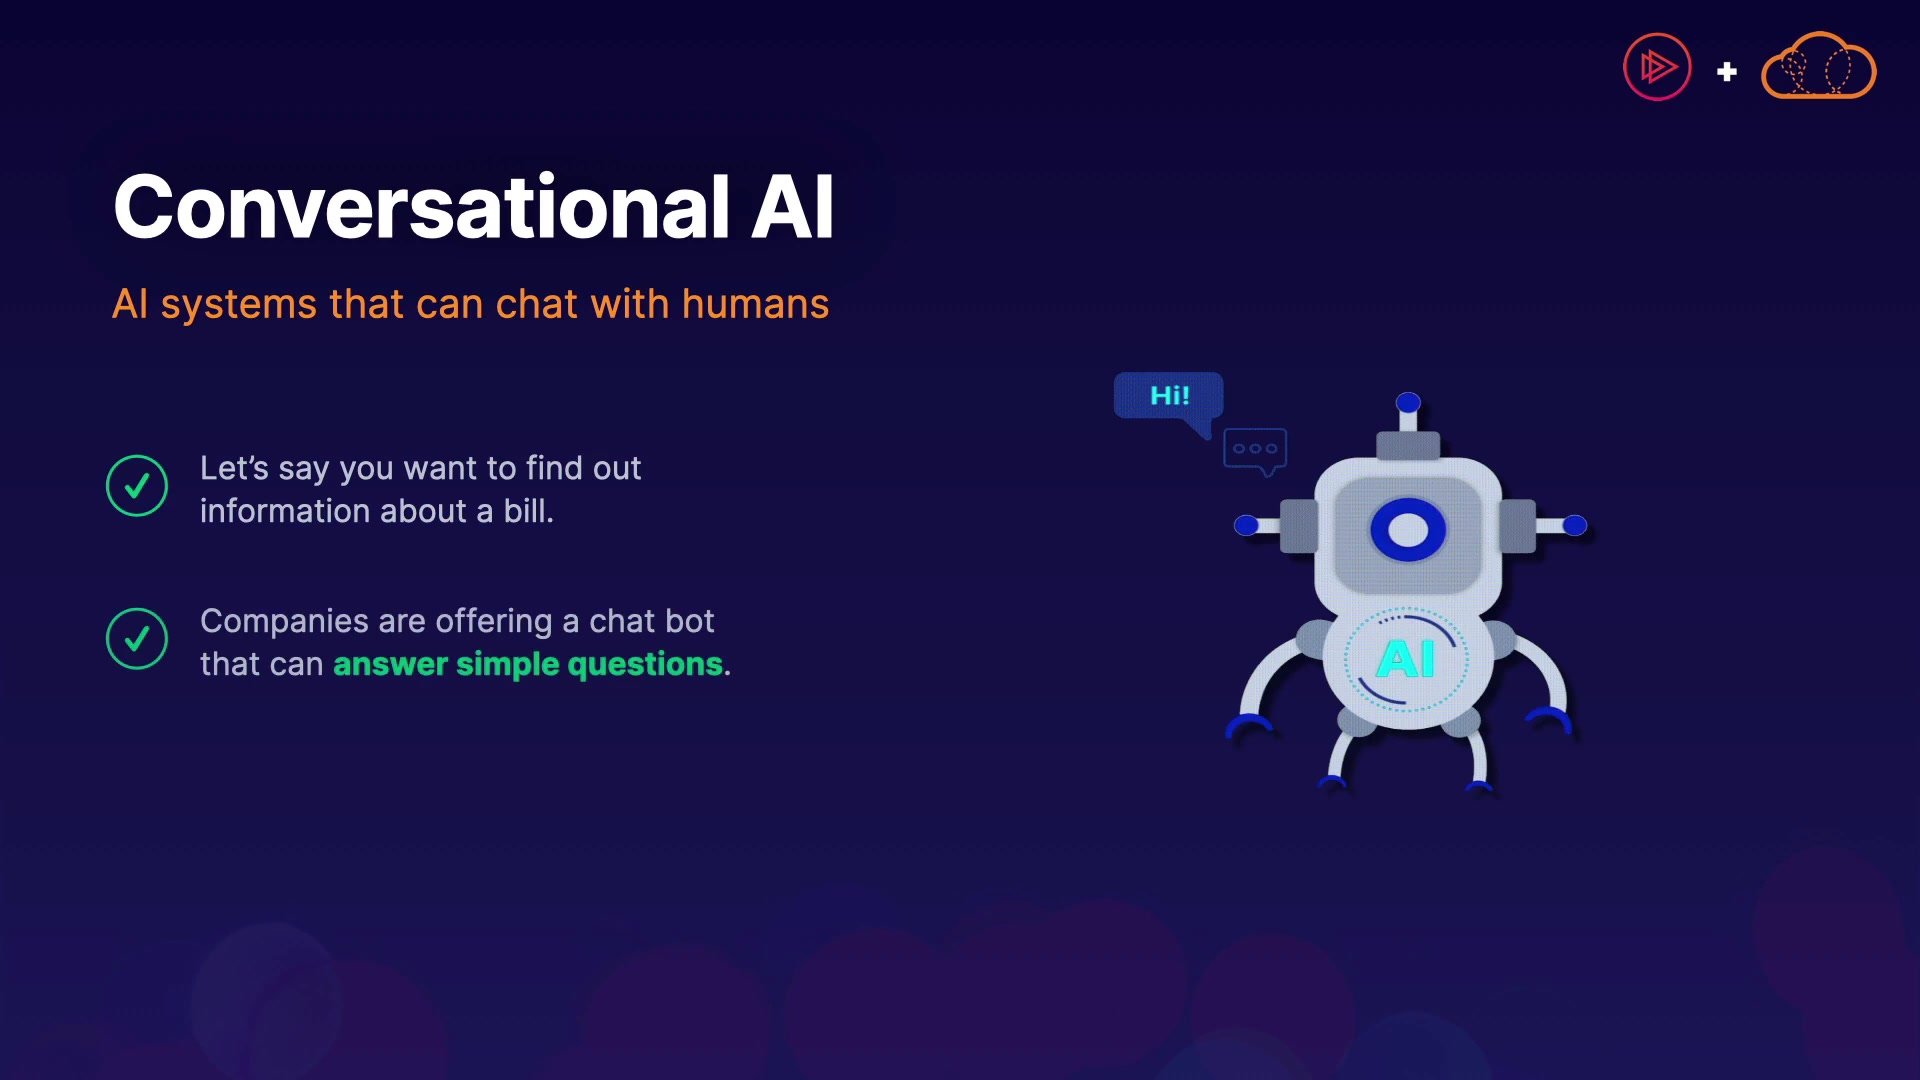 Conversational AI
AI systems that can chat with humans
Let’s say you want to find out
information about a bill.
Companies are offering a chat bot
that can answer simple questions.
Hi!
AI